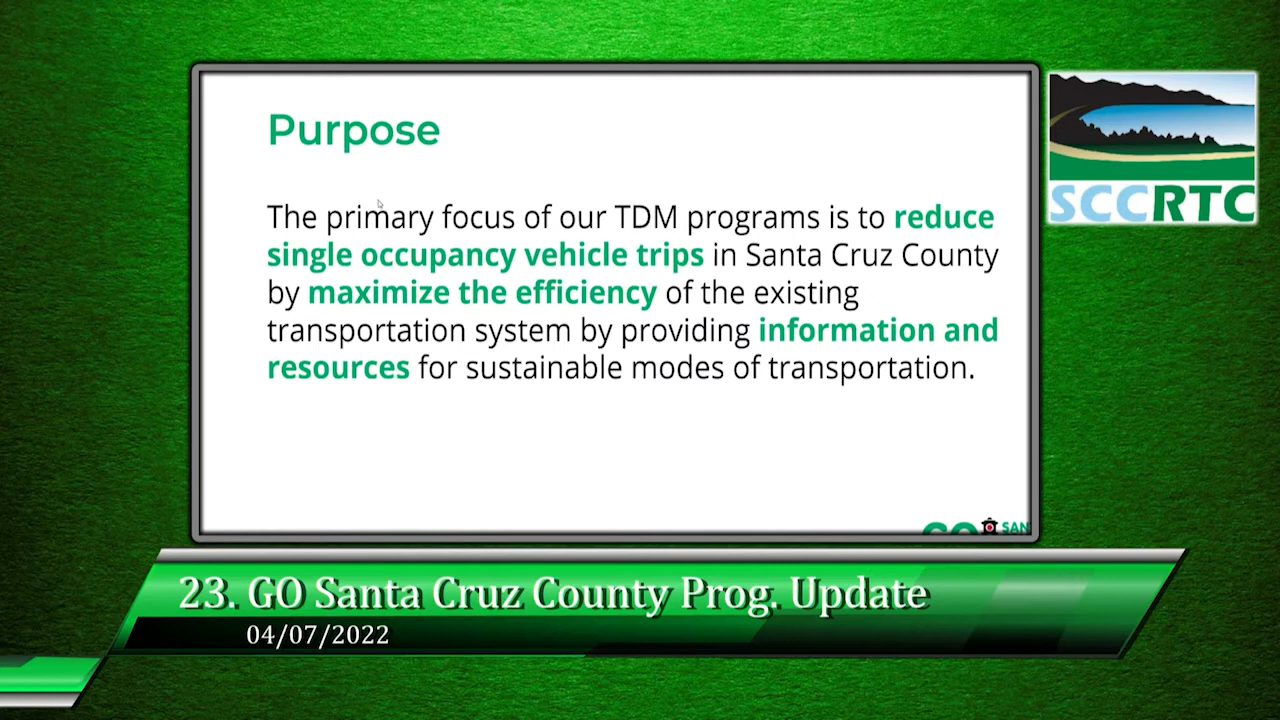 Purpose
The primary focus of our TDM programs is to reduce
single occupancy vehicle trips in Santa Cruz County
by maximize the efficiency of the existing
transportation system by providing information and
resources for sustainable modes of transportation.
GO SAN
SCCRTC
23. GO Santa Cruz County Prog. Update
04/07/2022